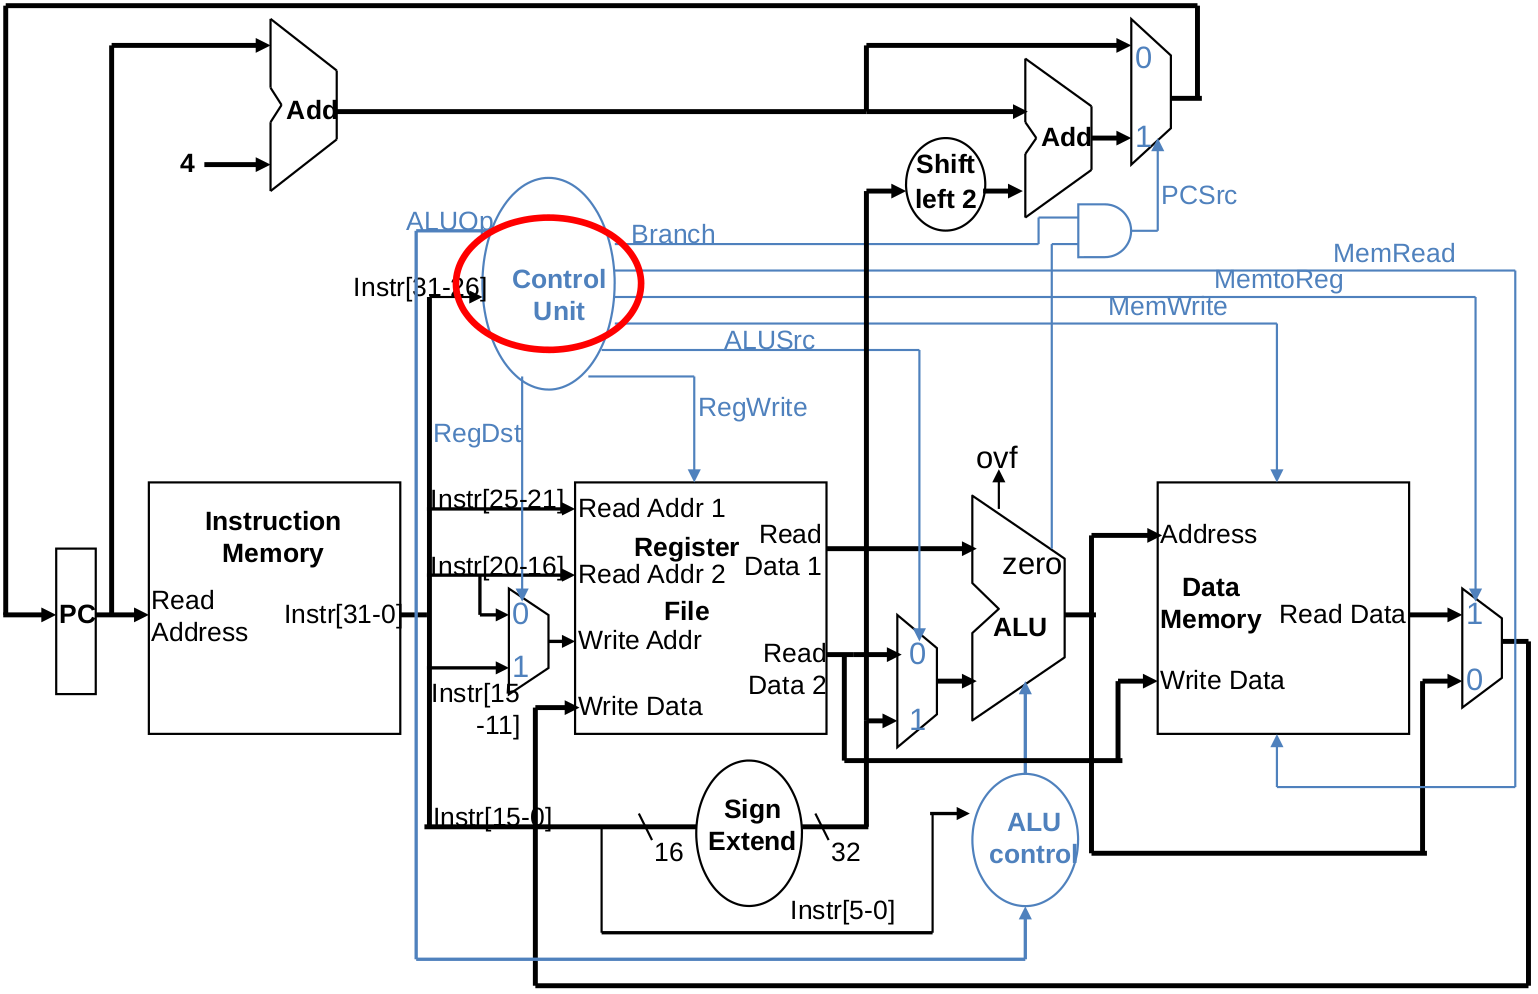 0
Add
Add
1
4
Shift
left 2
PCSrc
ALUOp
Branch
MemRead
MemtoReg
MemWrite
Instr[31-26]
Control
Unit
ALUSrc
RegWrite
RegDst
ovf
Instruction
Memory
Instr[25-21]
Read Addr 1
Read
Data 1
Register
File
Instr[20-16]
Read Addr 2
zero
ALU
Address
Data
Memory
Read Data
1
0
PC
Read
Address
Instr[31-0]
0
1
Write Addr
Read
Data 2
0
1
Write Data
Instr[15
-11]
Write Data
Instr[15-0]
16
Sign
Extend
32
ALU
control
Instr[5-0]